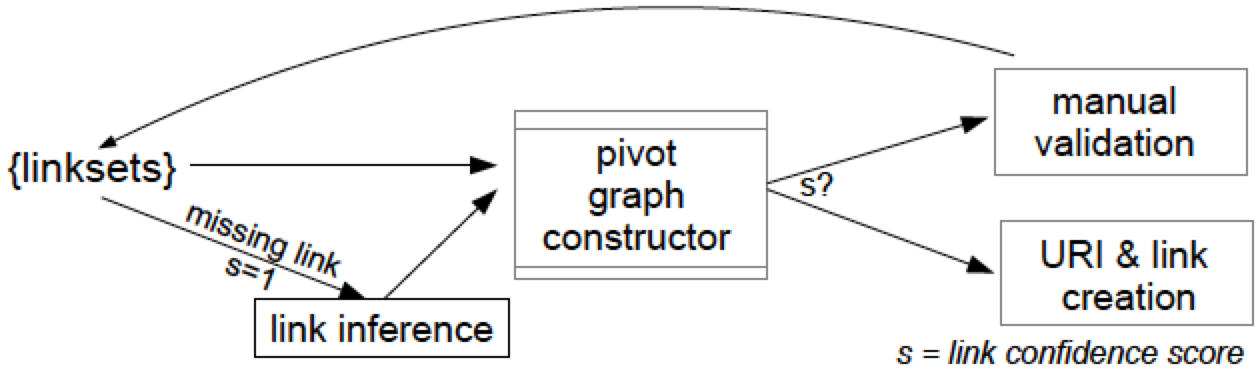 {linksets}
missing link
s=1
link inference
pivot
graph
constructor
s?
manual
validation
URI & link
creation
s = link confidence score